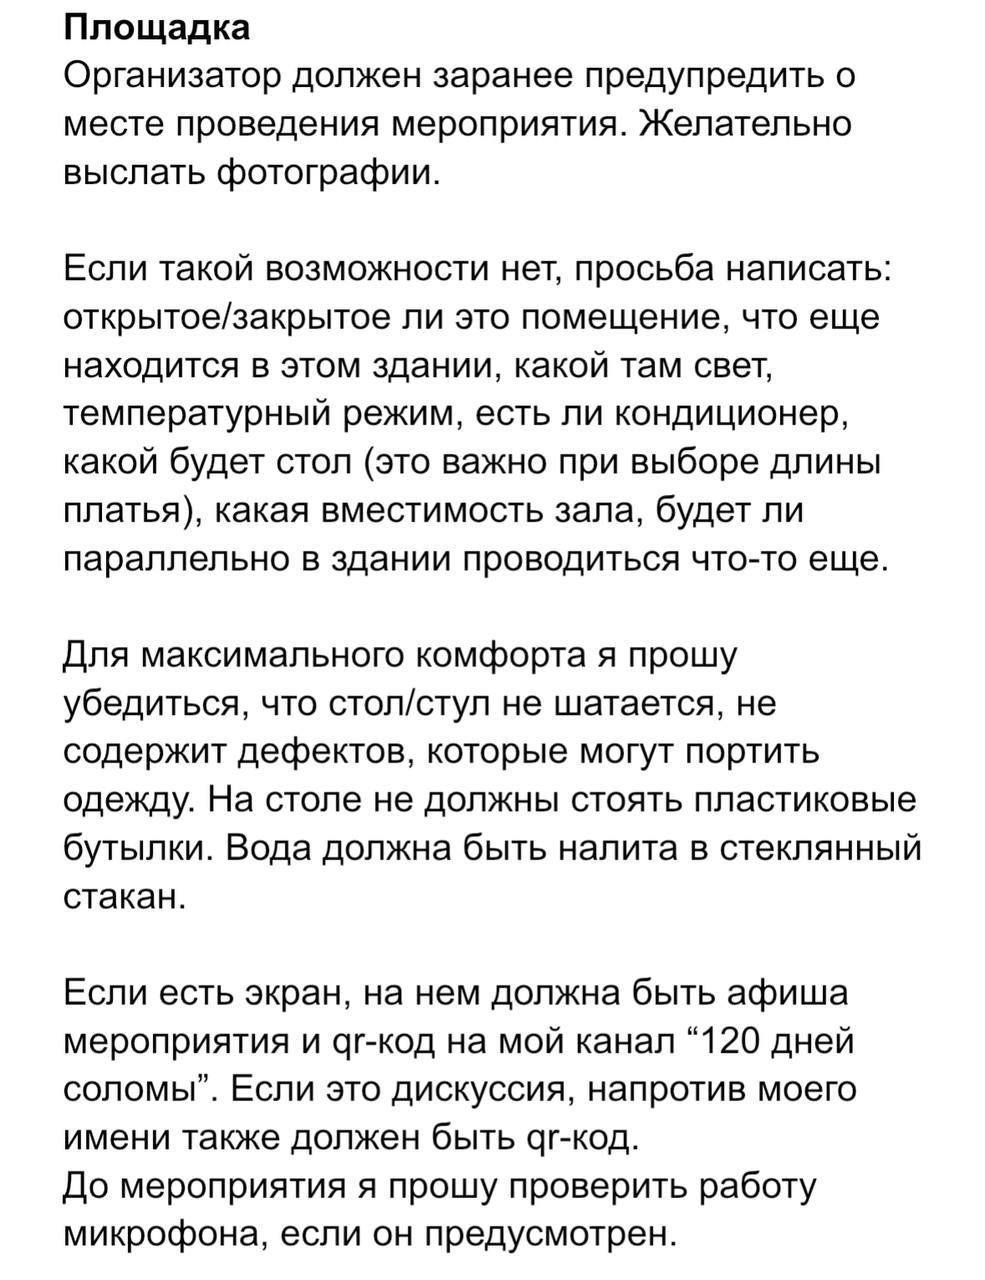 Площадка
Организатор должен заранее предупредить о
месте проведения мероприятия. Желательно
выслать фотографии.
Если такой возможности нет, просьба написать:
открытое/закрытое ли это помещение, что еще
находится в этом здании, какой там свет,
температурный режим, есть ли кондиционер,
какой будет стол (это важно при выборе длины
платья), какая вместимость зала, будет ли
параллельно в здании проводиться что-то еще.
Для максимального комфорта я прошу
убедиться, что стол/стул не шатается, не
содержит дефектов, которые могут портить
одежду. На столе не должны стоять пластиковые
бутылки. Вода должна быть налита в стеклянный
стакан.
Если есть экран, на нем должна быть афиша
мероприятия и qr-код на мой канал “120 дней
соломы”. Если это дискуссия, напротив моего
имени также должен быть qr-код.
До мероприятия я прошу проверить работу
микрофона, если он предусмотрен.